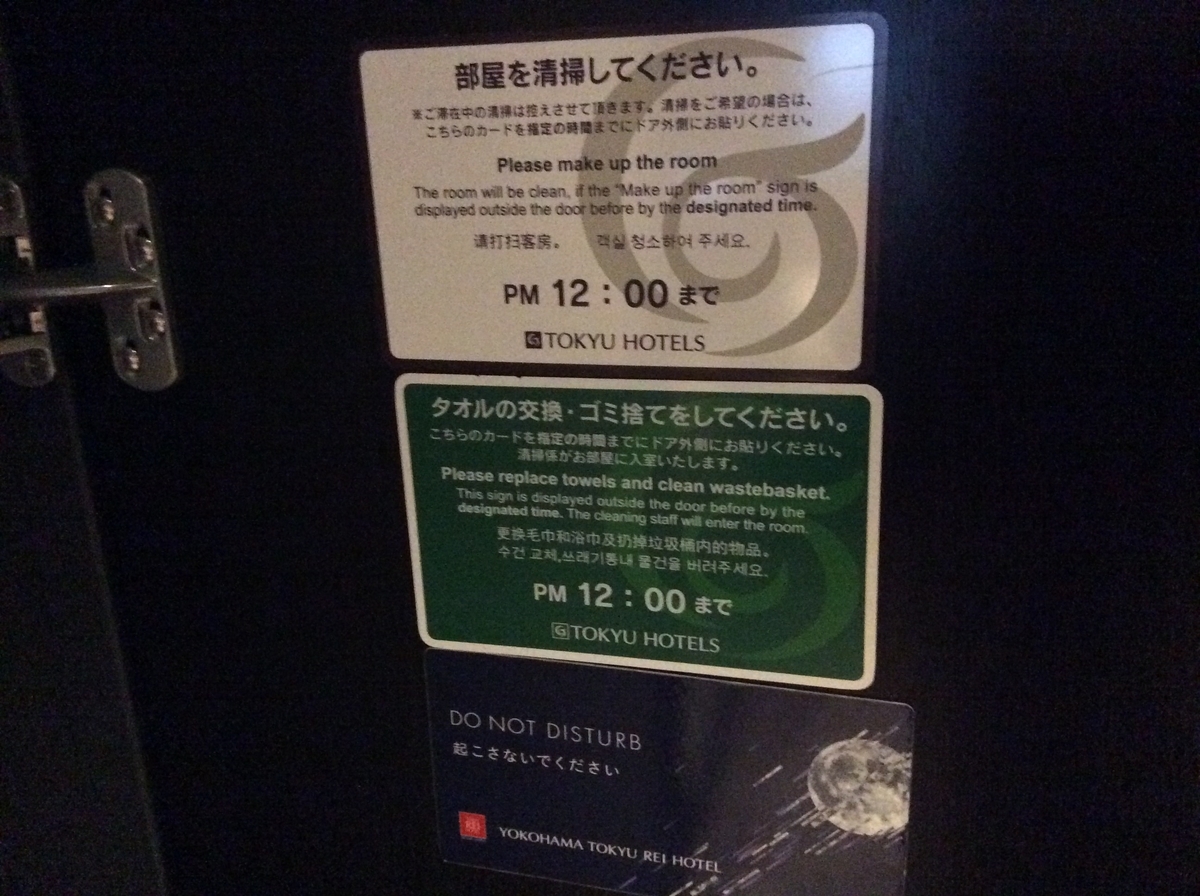 部屋を清掃してください。
※ご滞在中の清掃は控えさせて頂きます。清掃をご希望の場合は、
こちらのカードを指定の時間までにドア外側にお貼りください。
Please make up the room
The room will be clean, if the “Make up the room” sign is
displayed outside the door before by the designated time.
请打扫客房。 객실 청소하여 주세요.
PM 12：00 まで
TOKYU HOTELS
タオルの交換・ゴミ捨てをしてください。
こちらのカードを指定の時間までにドア外側にお貼りください。
清掃係がお部屋に入室いたします。
Please replace towels and clean wastebasket.
This sign is displayed outside the door before by the
designated time. The cleaning staff will enter the room.
更换毛巾和浴巾及扔掉垃圾桶内的物品。
수건 교체,쓰레기통내 물건을 버려주세요.
PM 12：00 まで
TOKYU HOTELS
DO NOT DISTURB
起こさないでください
YOKOHAMA TOKYU REI HOTEL